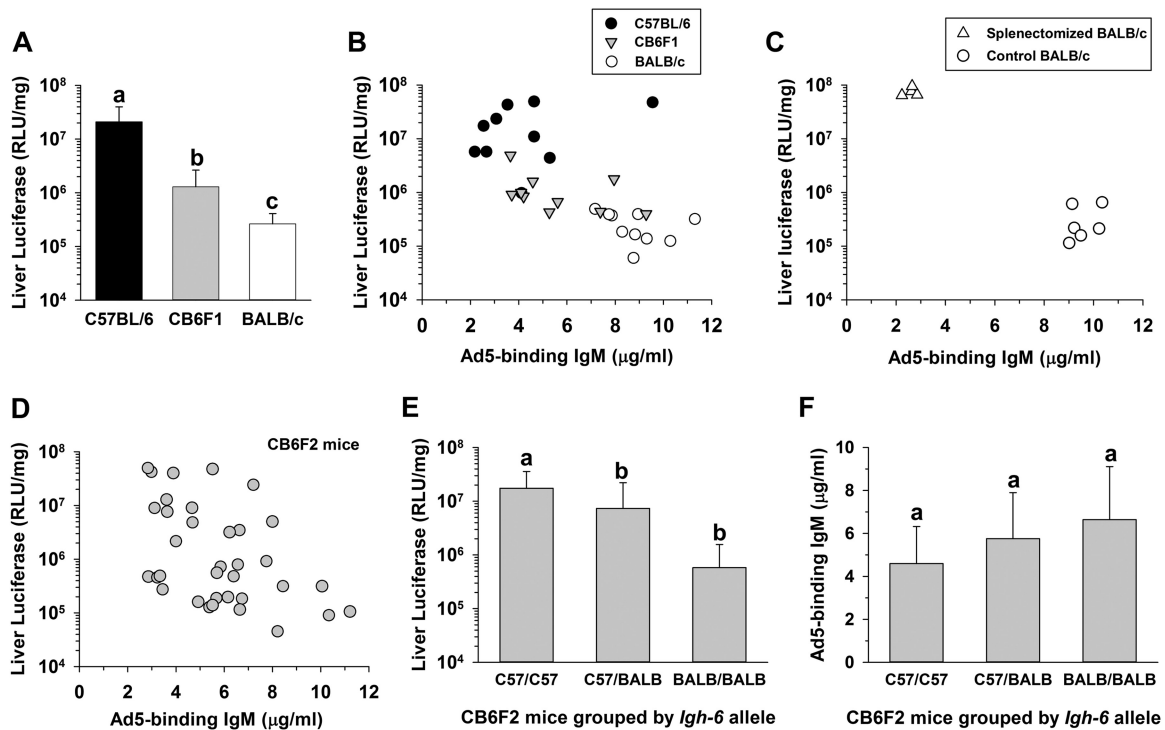 A
Liver Luciferase (RLU/mg)
10⁸
10⁷
10⁶
10⁵
10⁴
a
b
c
C57BL/6 CB6F1 BALB/c
B
C57BL/6
CB6F1
BALB/c
Liver Luciferase (RLU/mg)
10⁸
10⁷
10⁶
10⁵
10⁴
0 2 4 6 8 10 12
Ad5-binding IgM (μg/ml)
C
Splenectomized BALB/c
Control BALB/c
Liver luciferase (RLU/mg)
10⁸
10⁷
10⁶
10⁵
10⁴
0 2 4 6 8 10 12
Ad5-binding IgM (μg/ml)
D
CB6F2 mice
Liver Luciferase (RLU/mg)
10⁸
10⁷
10⁶
10⁵
10⁴
0 2 4 6 8 10 12
Ad5-binding IgM (μg/ml)
E
Liver Luciferase (RLU/mg)
10⁸
10⁷
10⁶
10⁵
10⁴
a
b
b
C57/C57 C57/BALB BALB/BALB
CB6F2 mice grouped by Igh-6 allele
F
Ad5-binding IgM (μg/ml)
10
8
6
4
2
0
a
a
a
C57/C57 C57/BALB BALB/BALB
CB6F2 mice grouped by Igh-6 allele